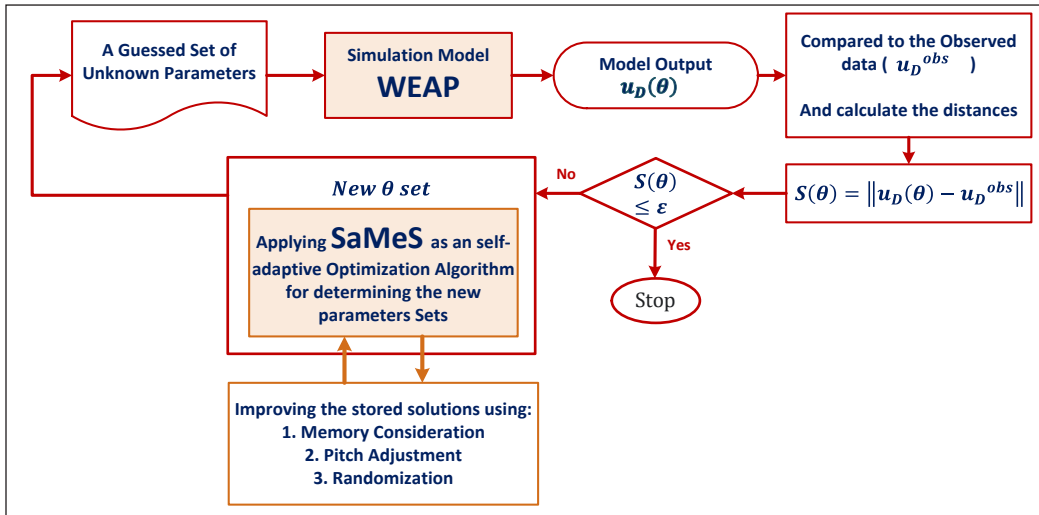 A Guessed Set of
Unknown Parameters
Simulation Model
WEAP
Model Output
u_D(θ)
Compared to the Observed
data ( u_D^obs )
And calculate the distances
S(θ) = ‖u_D(θ) − u_D^obs‖
S(θ)
≤ ε
No
Yes
Stop
New θ set
Applying SaMeS as an self-
adaptive Optimization Algorithm
for determining the new
parameters Sets
Improving the stored solutions using:
1. Memory Consideration
2. Pitch Adjustment
3. Randomization